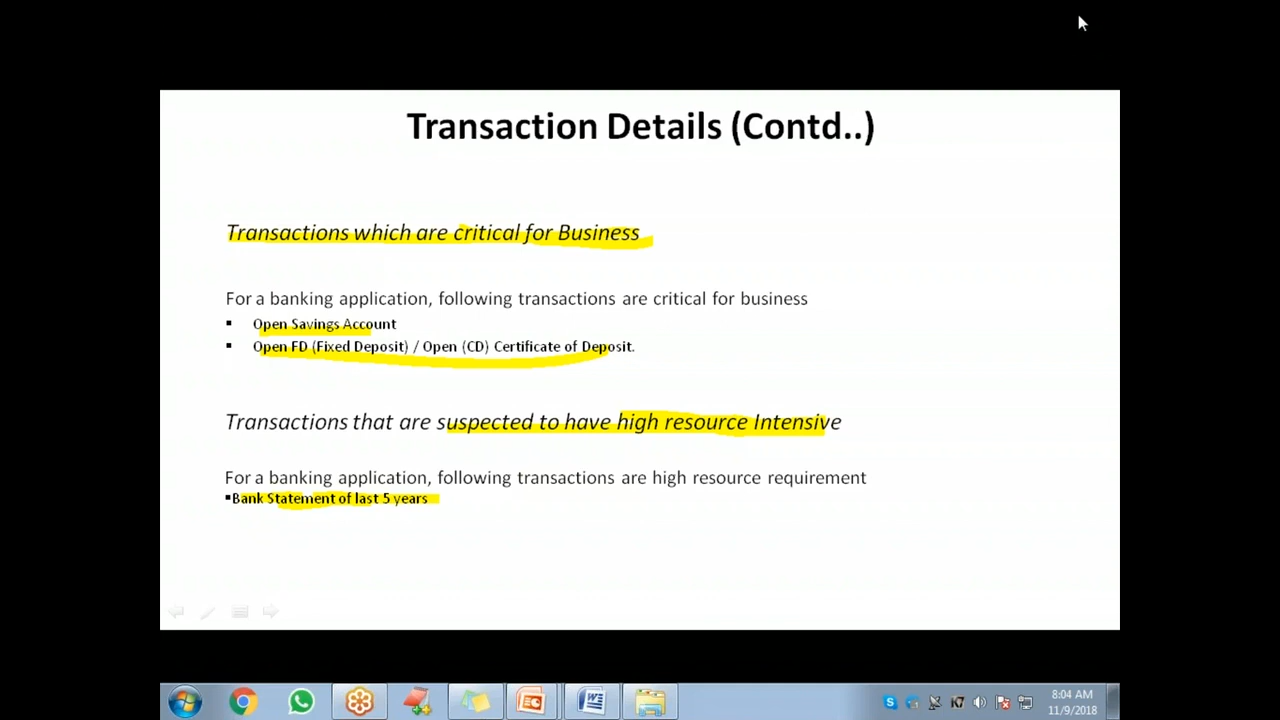 Transaction Details (Contd..)
Transactions which are critical for Business
For a banking application, following transactions are critical for business
▪ Open Savings Account
▪ Open FD (Fixed Deposit) / Open (CD) Certificate of Deposit.
Transactions that are suspected to have high resource Intensive
For a banking application, following transactions are high resource requirement
▪Bank Statement of last 5 years
8:04 AM
11/9/2018